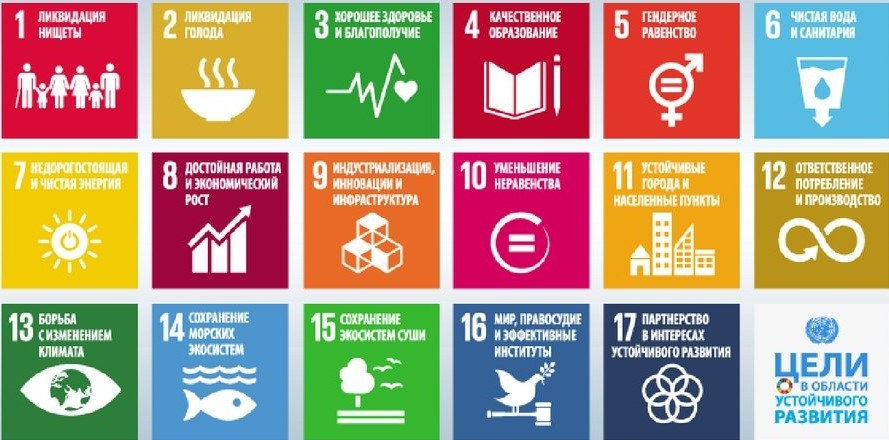 1 ЛИКВИДАЦИЯ
НИЩЕТЫ
2 ЛИКВИДАЦИЯ
ГОЛОДА
3 ХОРОШЕЕ ЗДОРОВЬЕ
И БЛАГОПОЛУЧИЕ
4 КАЧЕСТВЕННОЕ
ОБРАЗОВАНИЕ
5 ГЕНДЕРНОЕ
РАВЕНСТВО
6 ЧИСТАЯ ВОДА
И САНИТАРИЯ
7 НЕДОРОГОСТОЯЩАЯ
И ЧИСТАЯ ЭНЕРГИЯ
8 ДОСТОЙНАЯ РАБОТА
И ЭКОНОМИЧЕСКИЙ
РОСТ
9 ИНДУСТРИАЛИЗАЦИЯ,
ИННОВАЦИИ И
ИНФРАСТРУКТУРА
10 УМЕНЬШЕНИЕ
НЕРАВЕНСТВА
11 УСТОЙЧИВЫЕ
ГОРОДА И
НАСЕЛЕННЫЕ ПУНКТЫ
12 ОТВЕТСТВЕННОЕ
ПОТРЕБЛЕНИЕ
И ПРОИЗВОДСТВО
13 БОРЬБА
С ИЗМЕНЕНИЕМ
КЛИМАТА
14 СОХРАНЕНИЕ
МОРСКИХ
ЭКОСИСТЕМ
15 СОХРАНЕНИЕ
ЭКОСИСТЕМ СУШИ
16 МИР, ПРАВОСУДИЕ
И ЭФФЕКТИВНЫЕ
ИНСТИТУТЫ
17 ПАРТНЕРСТВО
В ИНТЕРЕСАХ
УСТОЙЧИВОГО РАЗВИТИЯ
ЦЕЛИ
В ОБЛАСТИ
УСТОЙЧИВОГО
РАЗВИТИЯ